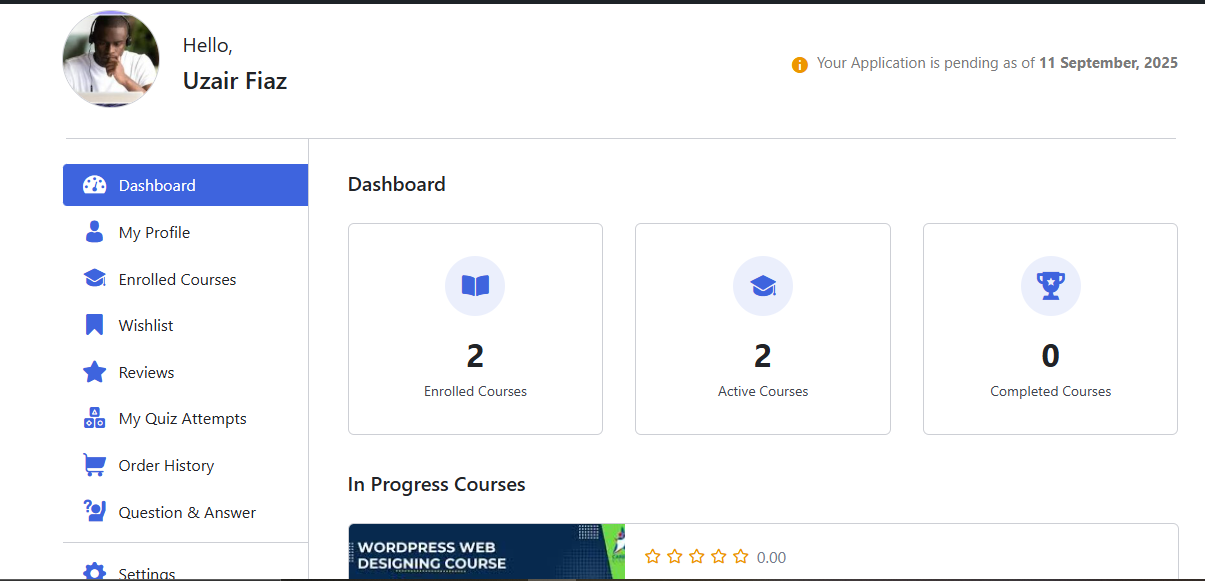 Hello,
Uzair Fiaz
Your Application is pending as of 11 September, 2025
Dashboard
My Profile
Enrolled Courses
Wishlist
Reviews
My Quiz Attempts
Order History
Question & Answer
Settings
Dashboard
2
Enrolled Courses
2
Active Courses
0
Completed Courses
In Progress Courses
WORDPRESS WEB
DESIGNING COURSE
0.00